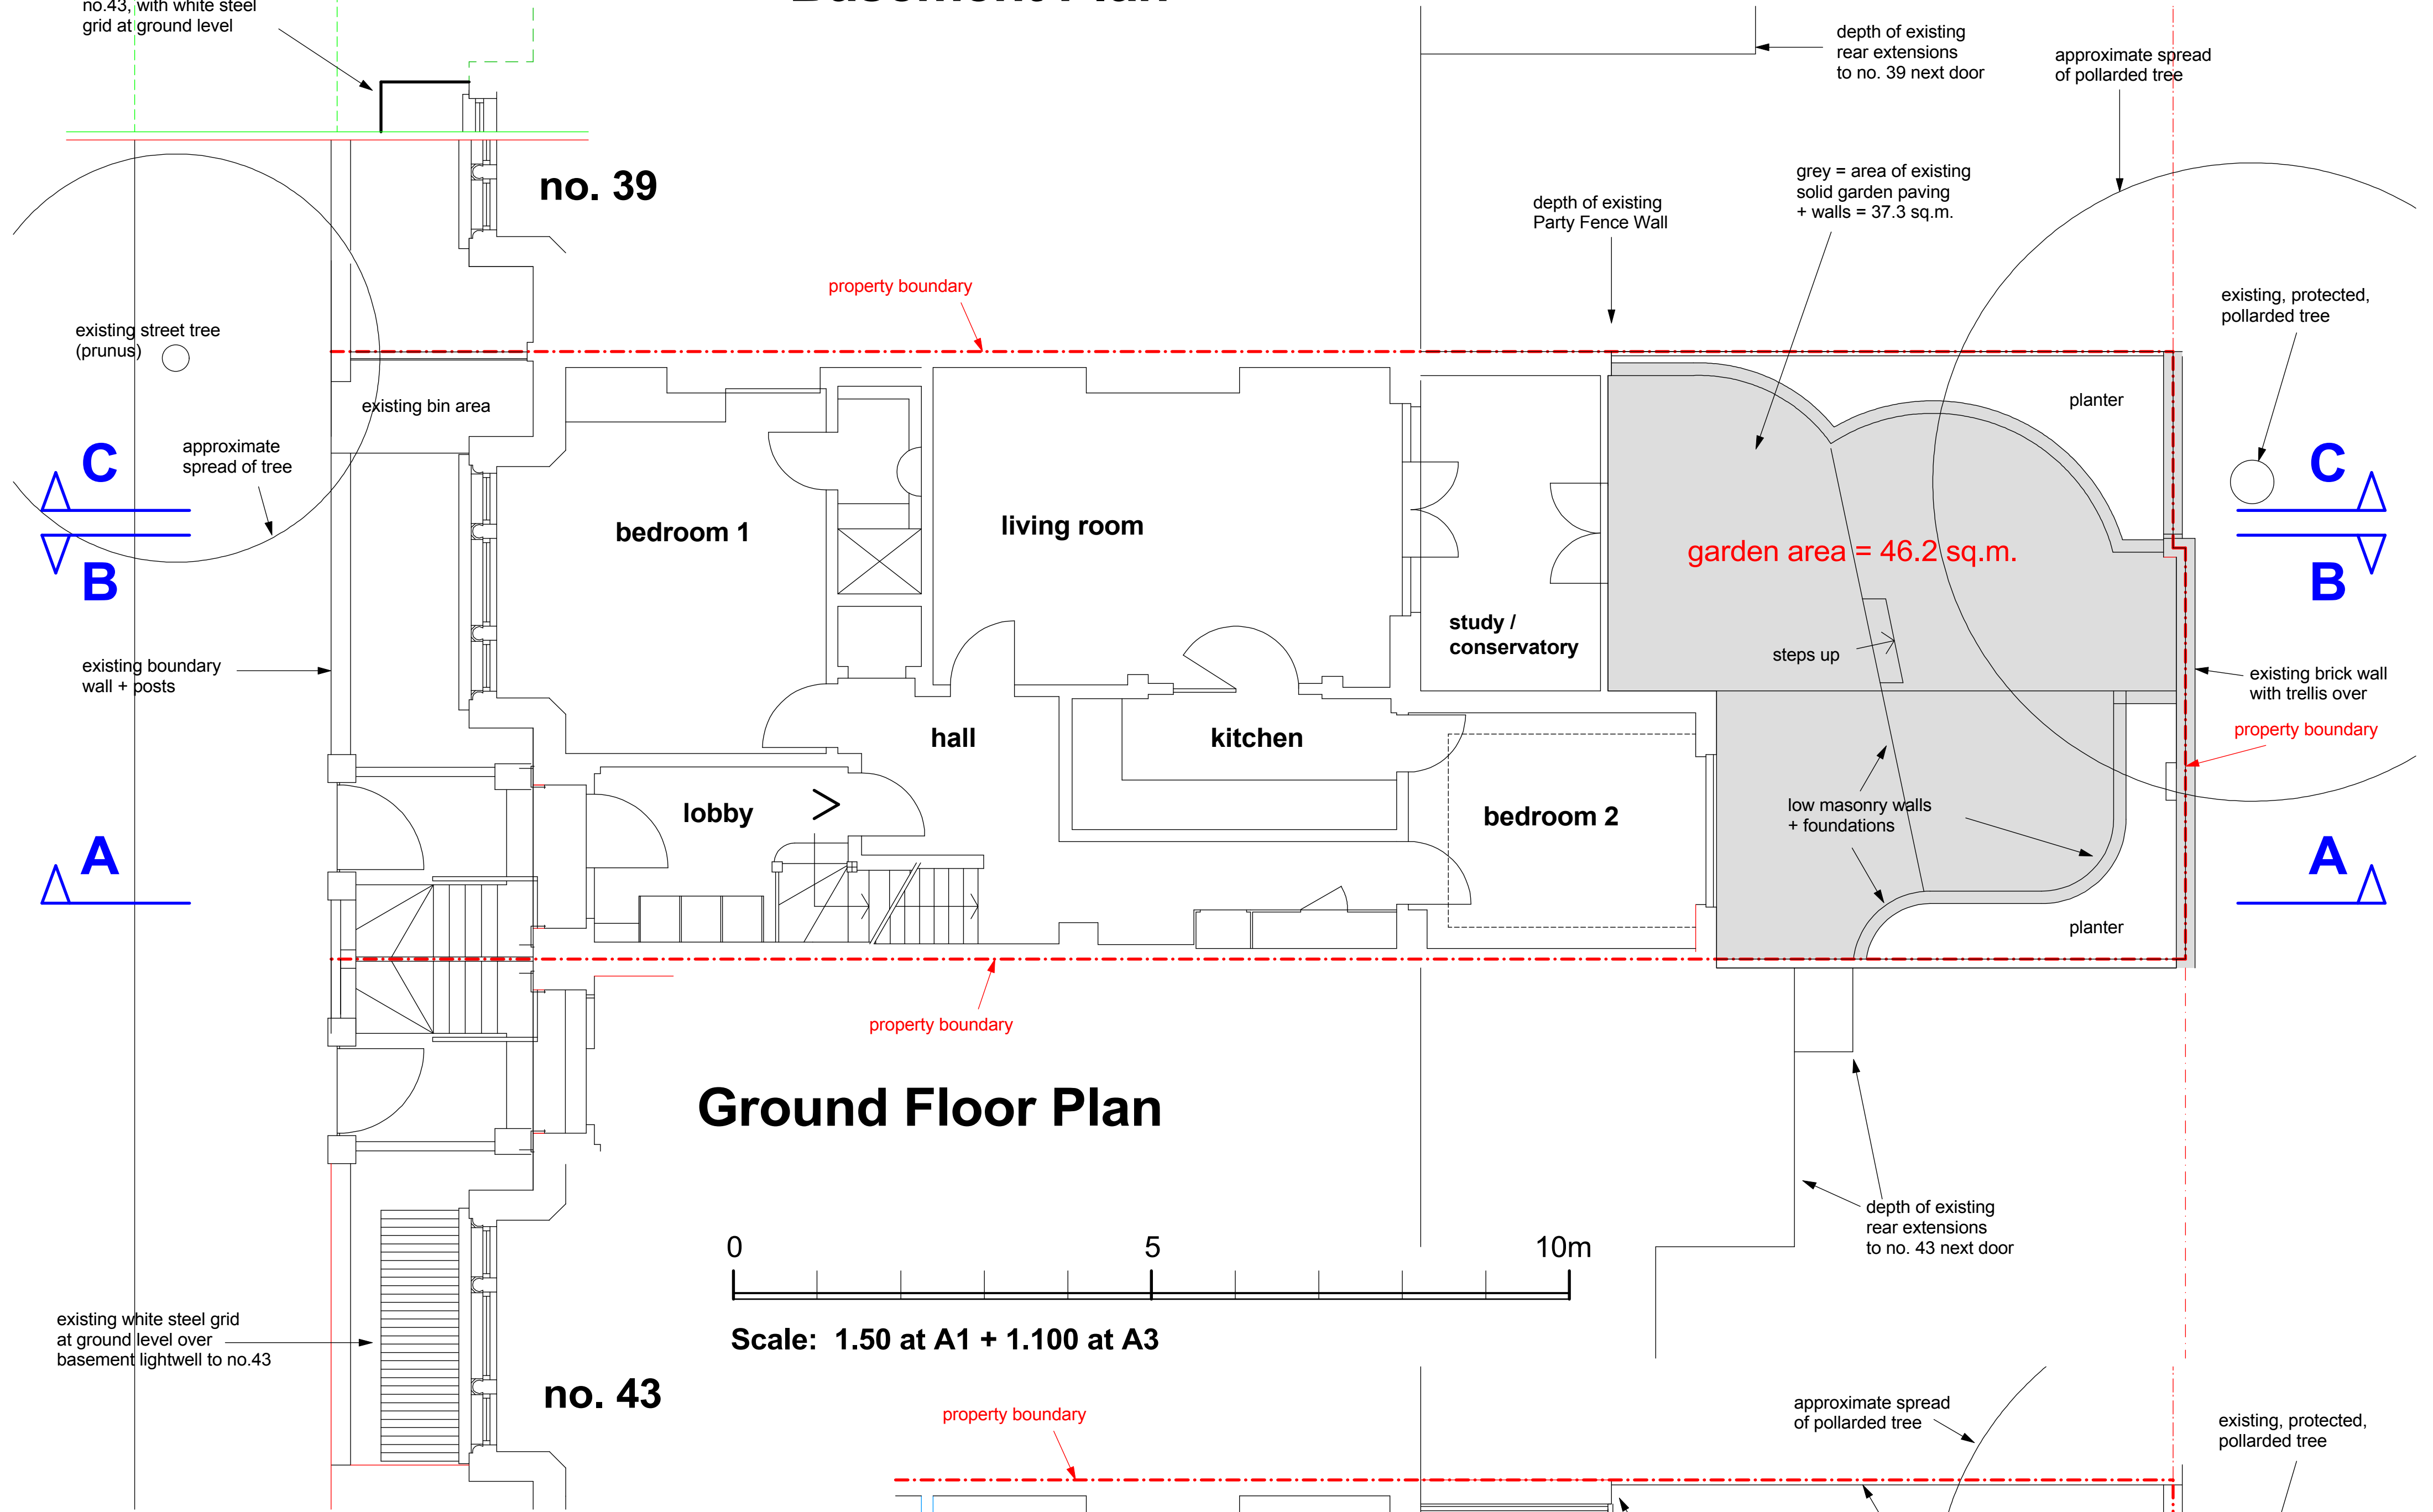 Basement Plan
no.43, with white steel
grid at ground level
depth of existing
rear extensions
to no. 39 next door
approximate spread
of pollarded tree
no. 39
grey = area of existing
solid garden paving
+ walls = 37.3 sq.m.
depth of existing
Party Fence Wall
property boundary
existing, protected,
pollarded tree
existing street tree
(prunus)
existing bin area
planter
approximate
spread of tree
C
C
bedroom 1
living room
garden area = 46.2 sq.m.
B
B
study /
conservatory
steps up
existing boundary
wall + posts
existing brick wall
with trellis over
property boundary
hall
kitchen
lobby
bedroom 2
low masonry walls
+ foundations
A
A
planter
property boundary
Ground Floor Plan
depth of existing
rear extensions
to no. 43 next door
0 5 10m
Scale: 1.50 at A1 + 1.100 at A3
existing white steel grid
at ground level over
basement lightwell to no.43
no. 43
property boundary
approximate spread
of pollarded tree
existing, protected,
pollarded tree